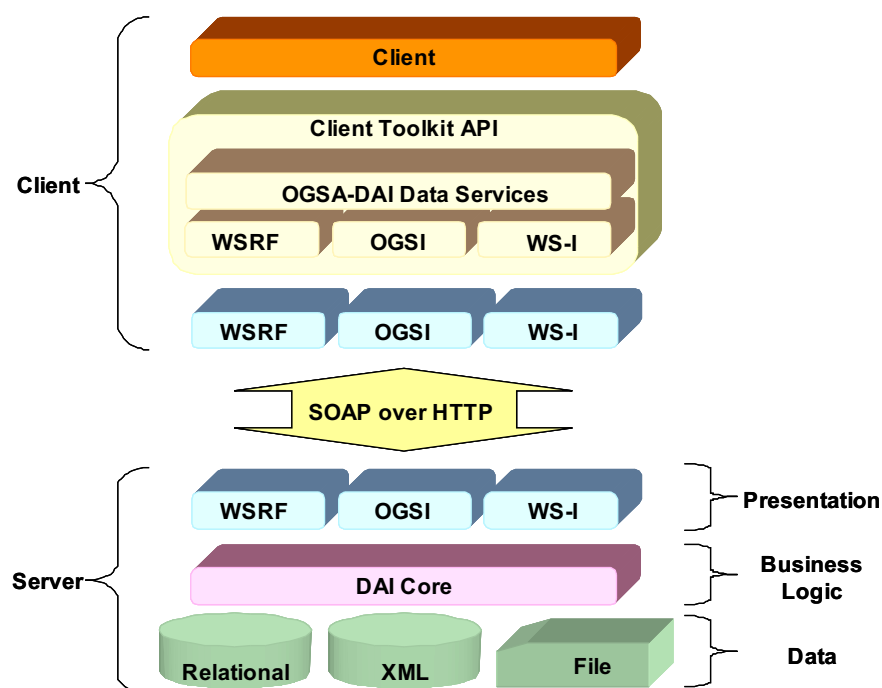 Client
Client Toolkit API
Client
OGSA-DAI Data Services
WSRF OGSI WS-I
WSRF OGSI WS-I
SOAP over HTTP
WSRF OGSI WS-I
Presentation
Server
DAI Core
Business
Logic
Relational XML File
Data